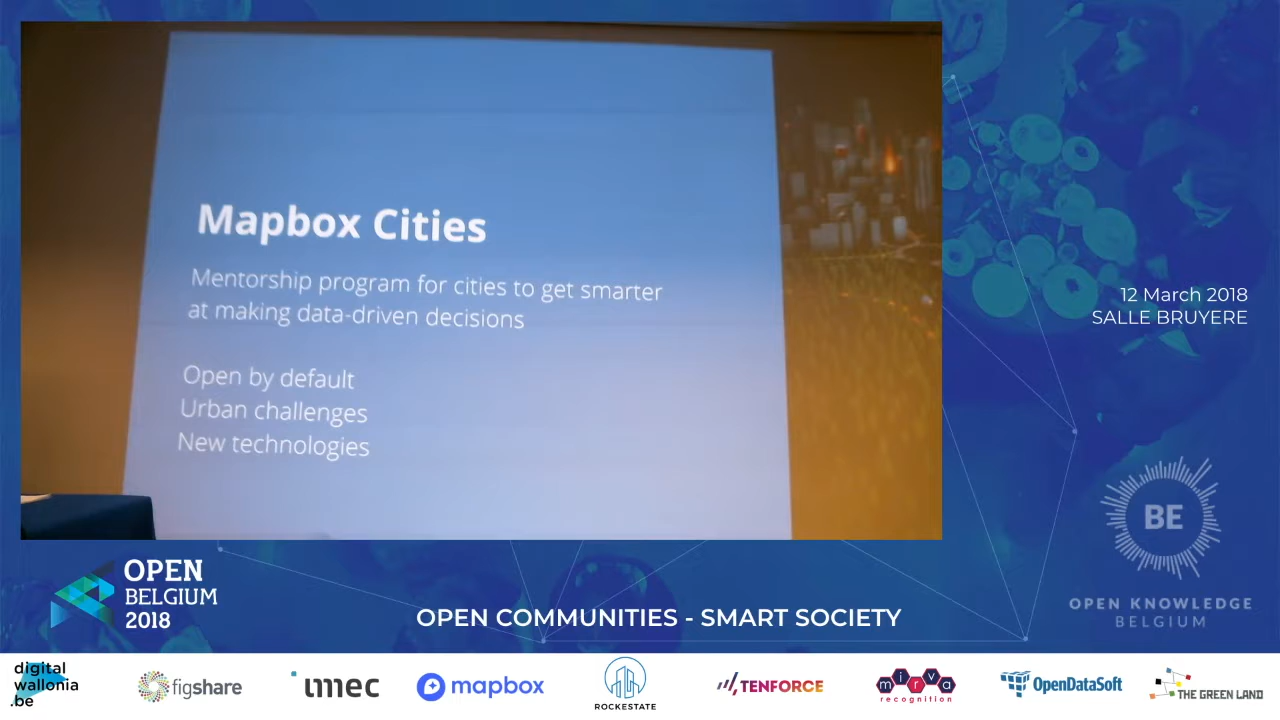 Mapbox Cities
Mentorship program for cities to get smarter
at making data-driven decisions
Open by default
Urban challenges
New technologies
12 March 2018
SALLE BRUYERE
BE
OPEN KNOWLEDGE
BELGIUM
OPEN
BELGIUM
2018
OPEN COMMUNITIES - SMART SOCIETY
digital
wallonia
.be
figshare
imec
mapbox
ROCKESTATE
TENFORCE
mirva
recognition
OpenDataSoft
THE GREEN LAND